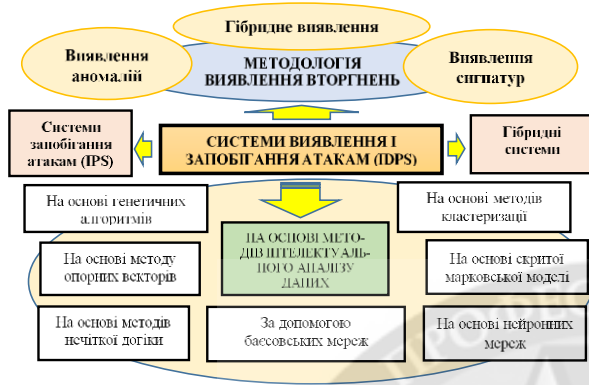 Гібридне виявлення
Виявлення
аномалій
МЕТОДОЛОГІЯ
ВИЯВЛЕННЯ ВТОРГНЕНЬ
Виявлення
сигнатур
Системи
запобігання
атакам (IPS)
СИСТЕМИ ВИЯВЛЕННЯ І
ЗАПОБІГАННЯ АТАКАМ (IDPS)
Гібридні
системи
На основі генетичних
алгоритмів
На основі методів
кластеризації
НА ОСНОВІ МЕТО-
ДІВ ІНТЕЛЕКТУАЛЬ-
НОГО АНАЛІЗУ
ДАНИХ
На основі методу
опорних векторів
На основі скритої
марковської моделі
На основі методів
нечіткої догіки
За допомогою
баєсовських мереж
На основі нейронних
мереж